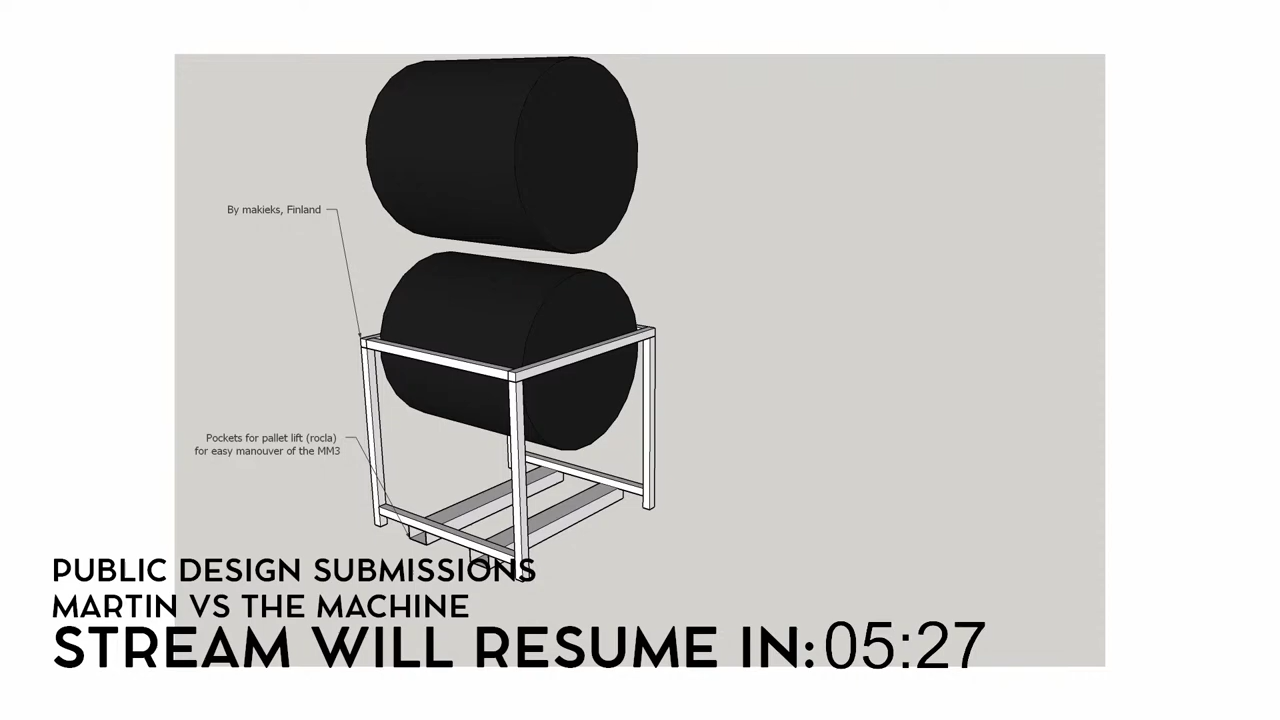 By makieks, Finland
Pockets for pallet lift (rocla)
for easy manouver of the MM3
PUBLIC DESIGN SUBMISSIONS
MARTIN VS THE MACHINE
STREAM WILL RESUME IN: 05:27